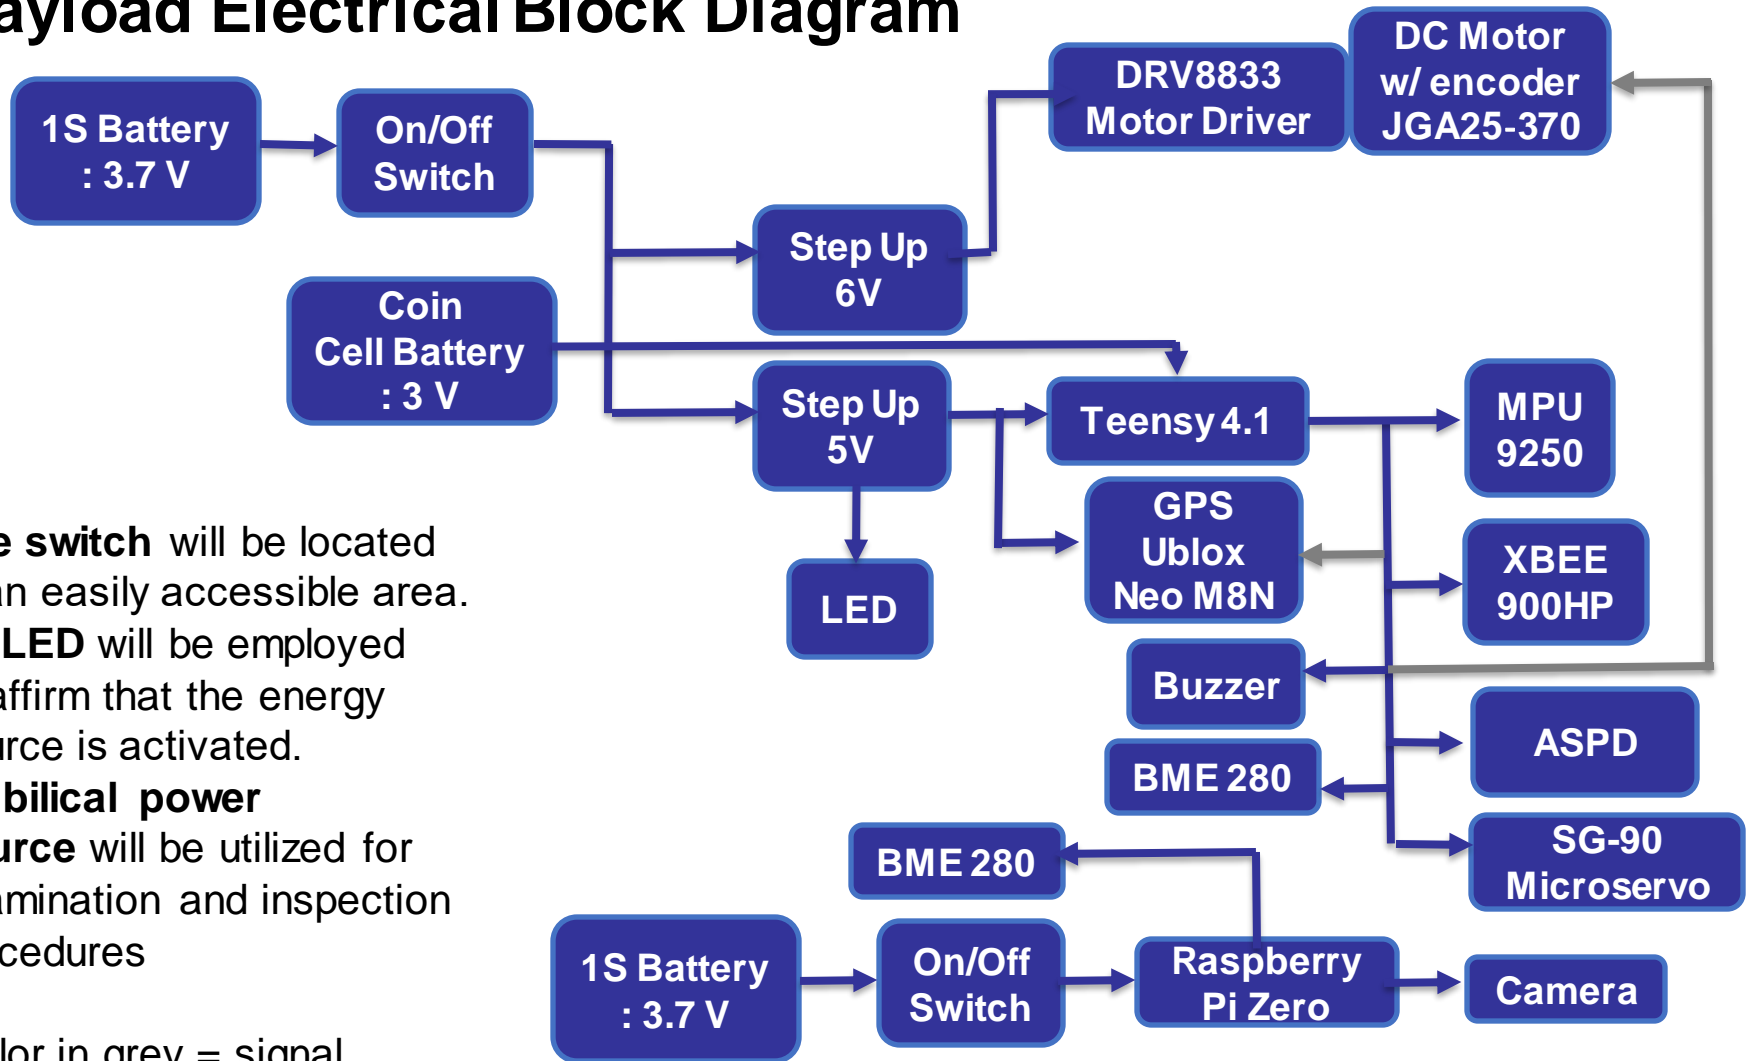 ayload Electrical Block Diagram
1S Battery
: 3.7 V
On/Off
Switch
DRV8833
Motor Driver
DC Motor
w/ encoder
JGA25-370
Step Up
6V
Coin
Cell Battery
: 3 V
Step Up
5V
Teensy 4.1
MPU
9250
GPS
Ublox
Neo M8N
XBEE
900HP
LED
Buzzer
ASPD
BME 280
SG-90
Microservo
e switch will be located
an easily accessible area.
LED will be employed
affirm that the energy
urce is activated.
bilical power
urce will be utilized for
amination and inspection
cedures
lor in grey = signal
BME 280
1S Battery
: 3.7 V
On/Off
Switch
Raspberry
Pi Zero
Camera